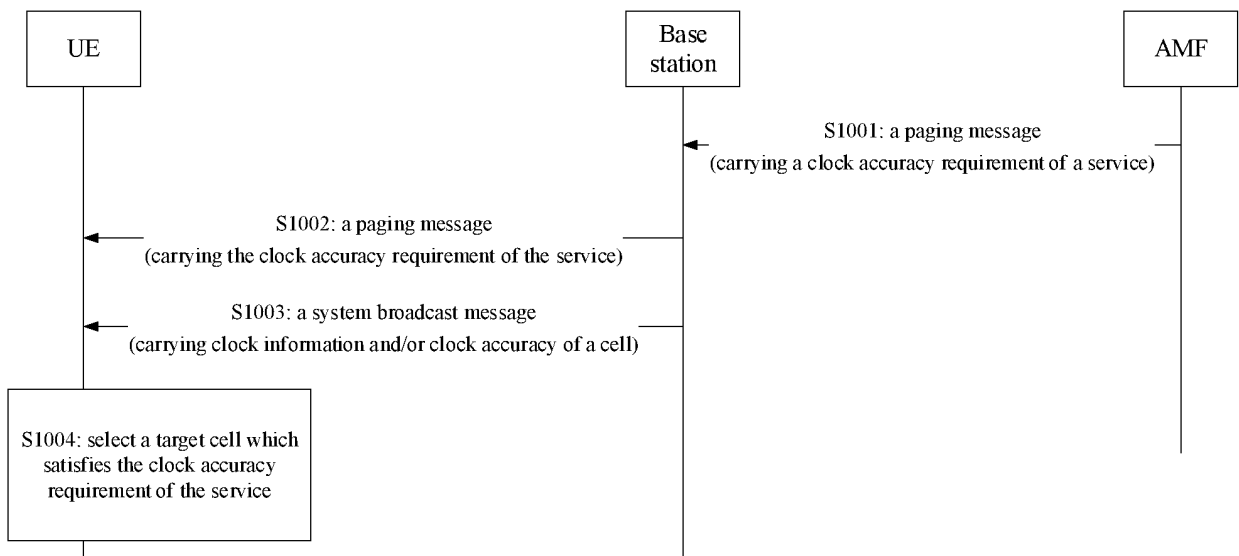 UE
Base
station
AMF
S1001: a paging message
(carrying a clock accuracy requirement of a service)
S1002: a paging message
(carrying the clock accuracy requirement of the service)
S1003: a system broadcast message
(carrying clock information and/or clock accuracy of a cell)
S1004: select a target cell which
satisfies the clock accuracy
requirement of the service